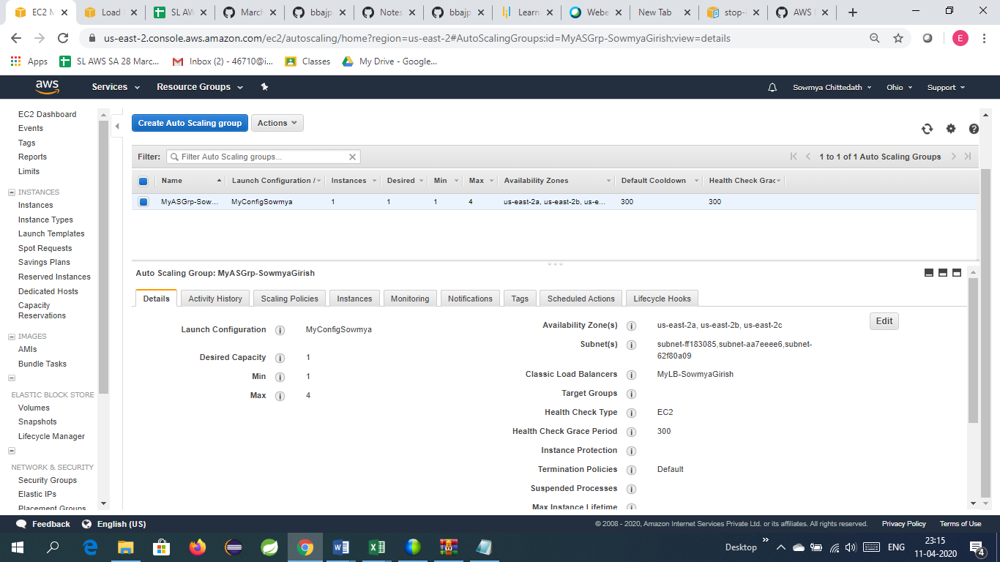 EC2 M
Load
SL AW
March
bbajp
Notes
bbajp
Learn
Webe
New Tab
stop-
AWS
us-east-2.console.aws.amazon.com/ec2/autoscaling/home?region=us-east-2#AutoScalingGroups:id=MyASGrp-SowmyaGirish;view=details
E
Apps
SL AWS SA 28 Marc...
Inbox (2) - 46710@i...
Classes
My Drive - Google...
aws
Services
Resource Groups
Sowmya Chittedath
Ohio
Support
EC2 Dashboard
Events
Tags
Reports
Limits
INSTANCES
Instances
Instance Types
Launch Templates
Spot Requests
Savings Plans
Reserved Instances
Dedicated Hosts
Capacity
Reservations
IMAGES
AMIs
Bundle Tasks
ELASTIC BLOCK STORE
Volumes
Snapshots
Lifecycle Manager
NETWORK & SECURITY
Security Groups
Elastic IPs
Placement Groups
Create Auto Scaling group
Actions
Filter:
Filter Auto Scaling groups...
1 to 1 of 1 Auto Scaling Groups
Name
Launch Configuration /
Instances
Desired
Min
Max
Availability Zones
Default Cooldown
Health Check Grac
MyASGrp-Sow...
MyConfigSowmya
1
1
1
4
us-east-2a, us-east-2b, us-e...
300
300
Auto Scaling Group: MyASGrp-SowmyaGirish
Details
Activity History
Scaling Policies
Instances
Monitoring
Notifications
Tags
Scheduled Actions
Lifecycle Hooks
Launch Configuration
MyConfigSowmya
Desired Capacity
1
Min
1
Max
4
Availability Zone(s)
us-east-2a, us-east-2b, us-east-2c
Edit
Subnet(s)
subnet-ff183085,subnet-aa7eeee6,subnet-
62f80a09
Classic Load Balancers
MyLB-SowmyaGirish
Target Groups
Health Check Type
EC2
Health Check Grace Period
300
Instance Protection
Termination Policies
Default
Suspended Processes
Max Instance Lifetime
Feedback
English (US)
© 2008 - 2020, Amazon Internet Services Private Ltd. or its affiliates. All rights reserved.
Privacy Policy
Terms of Use
Desktop
ENG
23:15
11-04-2020
4